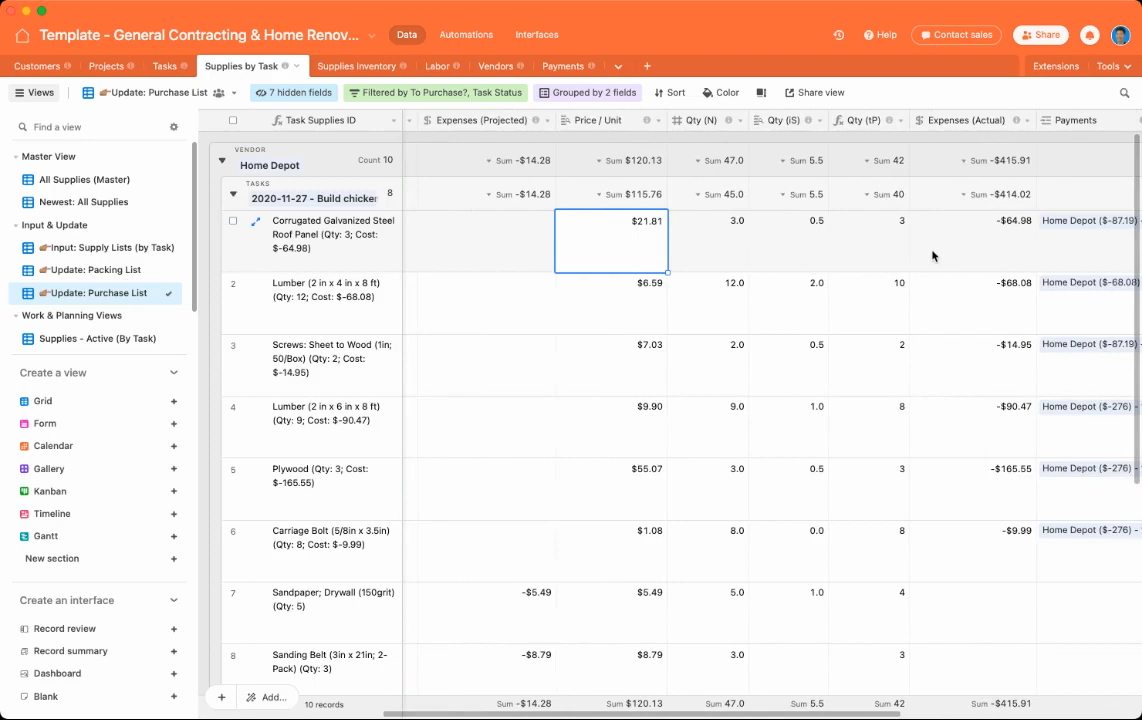 Template - General Contracting & Home Renov...
Data
Automations
Interfaces
Help
Contact sales
Share
Customers
Projects
Tasks
Supplies by Task
Supplies Inventory
Labor
Vendors
Payments
Extensions
Tools
Views
Update: Purchase List
7 hidden fields
Filtered by To Purchase?, Task Status
Grouped by 2 fields
Sort
Color
Share view
Find a view
Master View
All Supplies (Master)
Newest: All Supplies
Input & Update
Input: Supply Lists (by Task)
Update: Packing List
Update: Purchase List
Work & Planning Views
Supplies - Active (By Task)
Create a view
Grid
Form
Calendar
Gallery
Kanban
Timeline
Gantt
New section
Create an interface
Record review
Record summary
Dashboard
Blank
Task Supplies ID
Expenses (Projected)
Price / Unit
Qty (N)
Qty (iS)
Qty (tP)
Expenses (Actual)
Payments
VENDOR
Home Depot
Count 10
Sum -$14.28
Sum $120.13
Sum 47.0
Sum 5.5
Sum 42
Sum -$415.91
TASKS
2020-11-27 - Build chicker
8
Sum -$14.28
Sum $115.76
Sum 45.0
Sum 5.5
Sum 40
Sum -$414.02
Corrugated Galvanized Steel
Roof Panel (Qty: 3; Cost:
$-64.98)
$21.81
3.0
0.5
3
-$64.98
Home Depot ($-87.19)
2
Lumber (2 in x 4 in x 8 ft)
(Qty: 12; Cost: $-68.08)
$6.59
12.0
2.0
10
-$68.08
Home Depot ($-68.08)
3
Screws: Sheet to Wood (1in;
50/Box) (Qty: 2; Cost:
$-14.95)
$7.03
2.0
0.5
2
-$14.95
Home Depot ($-87.19)
4
Lumber (2 in x 6 in x 8 ft)
(Qty: 9; Cost: $-90.47)
$9.90
9.0
1.0
8
-$90.47
Home Depot ($-276) -
5
Plywood (Qty: 3; Cost:
$-165.55)
$55.07
3.0
0.5
3
-$165.55
Home Depot ($-276) -
6
Carriage Bolt (5/8in x 3.5in)
(Qty: 8; Cost: $-9.99)
$1.08
8.0
0.0
8
-$9.99
Home Depot ($-276) -
7
Sandpaper; Drywall (150grit)
(Qty: 5)
-$5.49
$5.49
5.0
1.0
4
8
Sanding Belt (3in x 21in; 2-
Pack) (Qty: 3)
-$8.79
$8.79
3.0
3
Add...
10 records
Sum -$14.28
Sum $120.13
Sum 47.0
Sum 5.5
Sum 42
Sum -$415.91